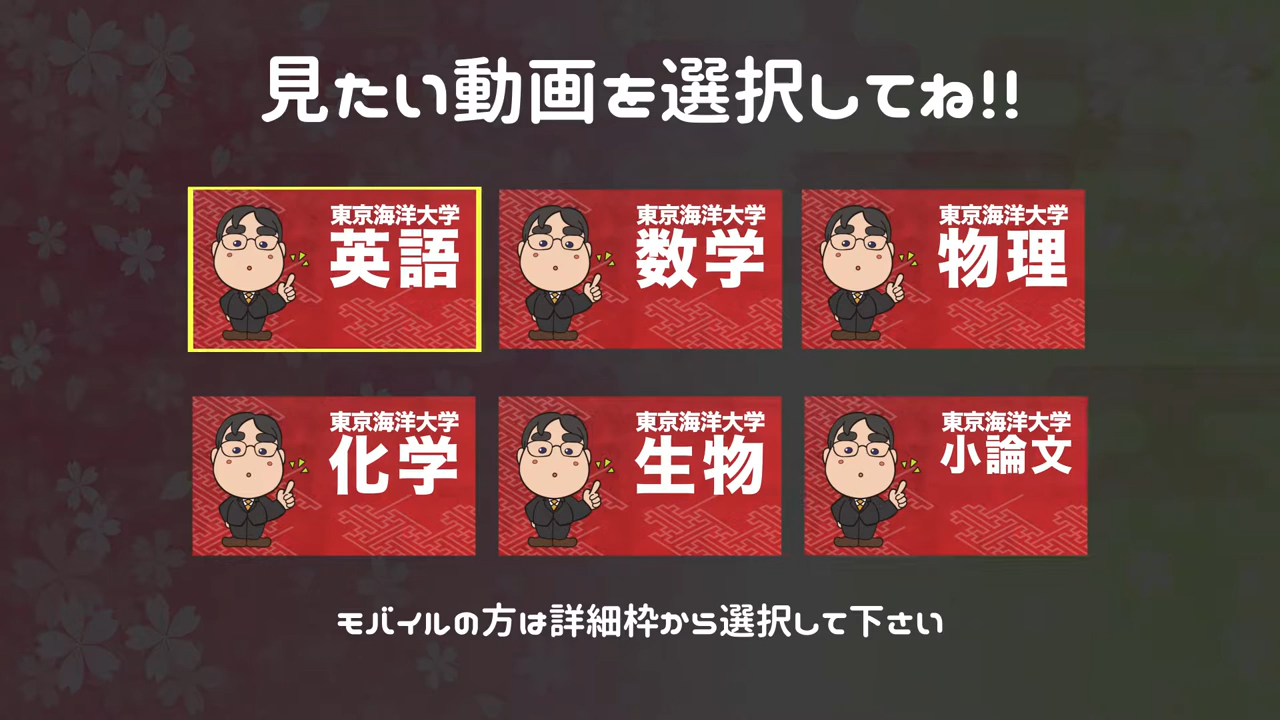 見たい動画を選択してね!!
東京海洋大学
英語
東京海洋大学
数学
東京海洋大学
物理
東京海洋大学
化学
東京海洋大学
生物
東京海洋大学
小論文
モバイルの方は詳細枠から選択して下さい